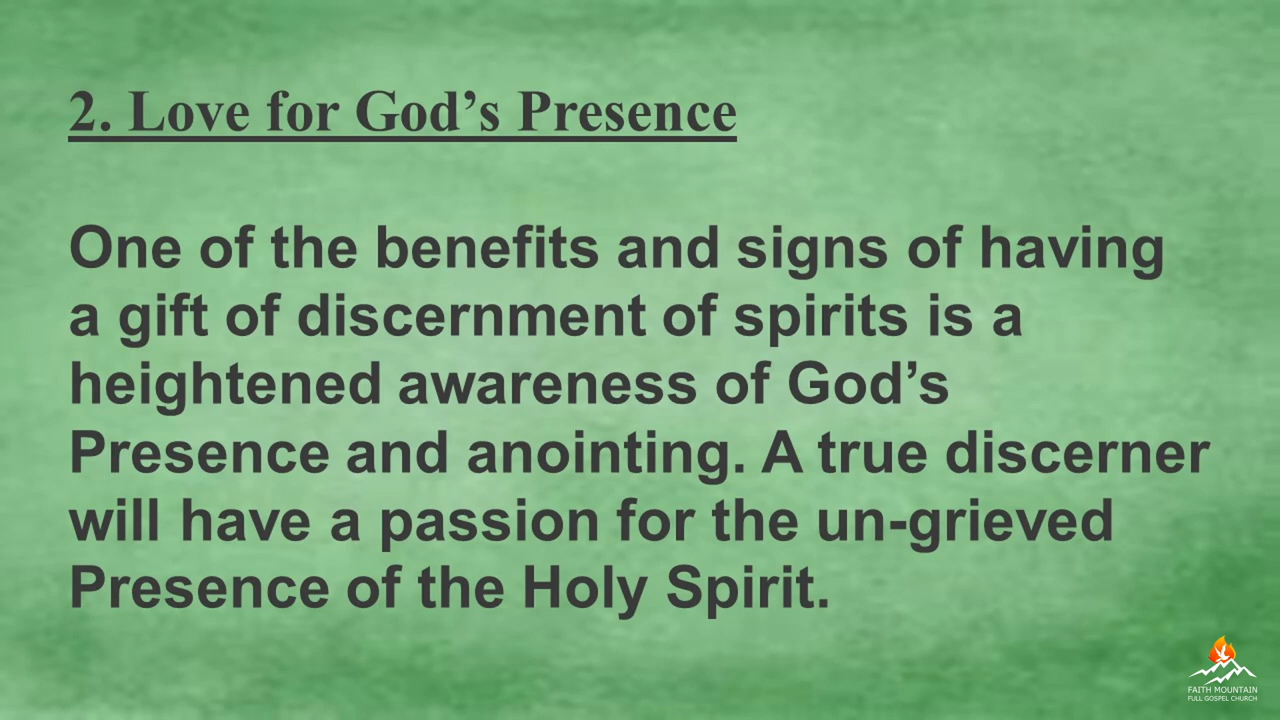 2. Love for God’s Presence
One of the benefits and signs of having
a gift of discernment of spirits is a
heightened awareness of God’s
Presence and anointing. A true discerner
will have a passion for the un-grieved
Presence of the Holy Spirit.
FAITH MOUNTAIN
FULL GOSPEL CHURCH